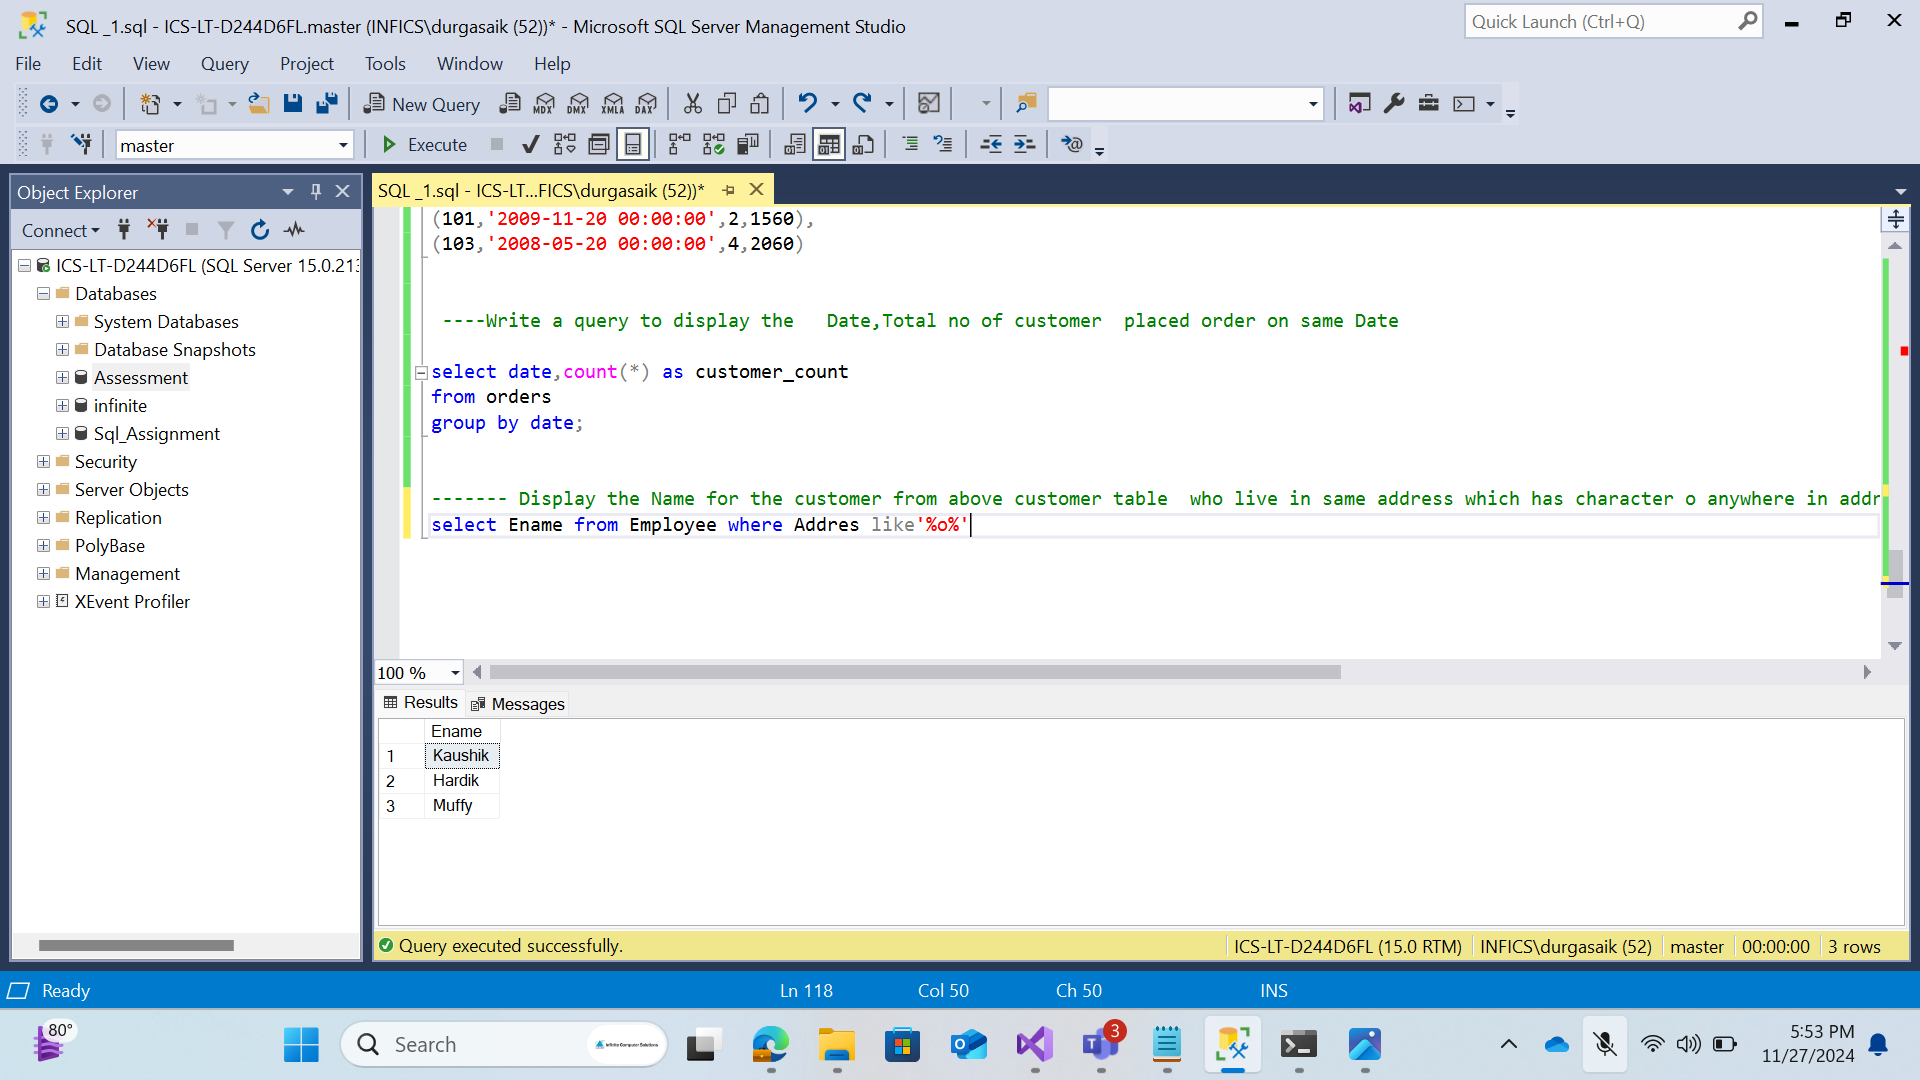 SQL _1.sql - ICS-LT-D244D6FL.master (INFICS\durgasaik (52))* - Microsoft SQL Server Management Studio
Quick Launch (Ctrl+Q)
File Edit View Query Project Tools Window Help
New Query MDX DMX XMLA DAX
master Execute
Object Explorer
SQL _1.sql - ICS-LT...FICS\durgasaik (52))*
Connect
ICS-LT-D244D6FL (SQL Server 15.0.213
Databases
System Databases
Database Snapshots
Assessment
infinite
Sql_Assignment
Security
Server Objects
Replication
PolyBase
Management
XEvent Profiler
(101,'2009-11-20 00:00:00',2,1560),
(103,'2008-05-20 00:00:00',4,2060)
----Write a query to display the   Date,Total no of customer  placed order on same Date
select date,count(*) as customer_count
from orders
group by date;
------- Display the Name for the customer from above customer table  who live in same address which has character o anywhere in addr
select Ename from Employee where Addres like'%o%'
100 %
Results Messages
Ename
1 Kaushik
2 Hardik
3 Muffy
Query executed successfully.
ICS-LT-D244D6FL (15.0 RTM) INFICS\durgasaik (52) master 00:00:00 3 rows
Ready Ln 118 Col 50 Ch 50 INS
80°
Search
Infinite Computer Solutions
3
5:53 PM
11/27/2024